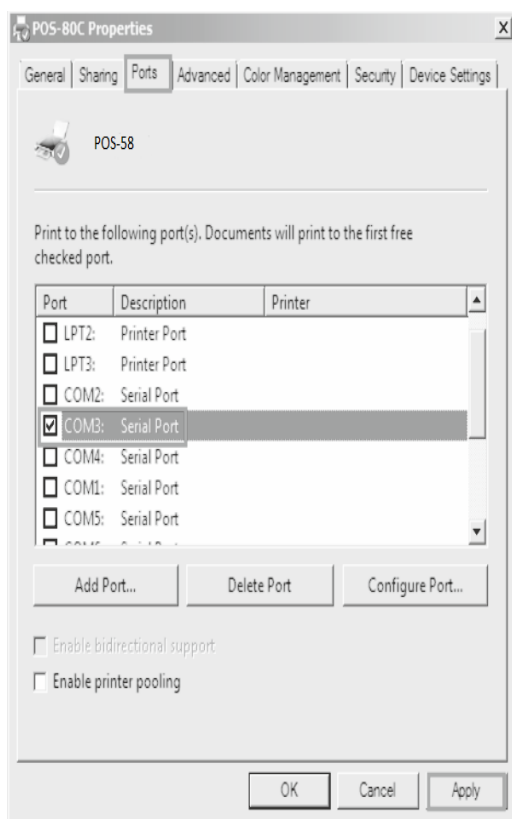 POS-80C Properties
X
General Sharing Ports Advanced Color Management Security Device Settings
POS-58
Print to the following port(s). Documents will print to the first free
checked port.
Port Description Printer
LPT2: Printer Port
LPT3: Printer Port
COM2: Serial Port
COM3: Serial Port
COM4: Serial Port
COM1: Serial Port
COM5: Serial Port
Add Port... Delete Port Configure Port...
Enable bidirectional support
Enable printer pooling
OK Cancel Apply